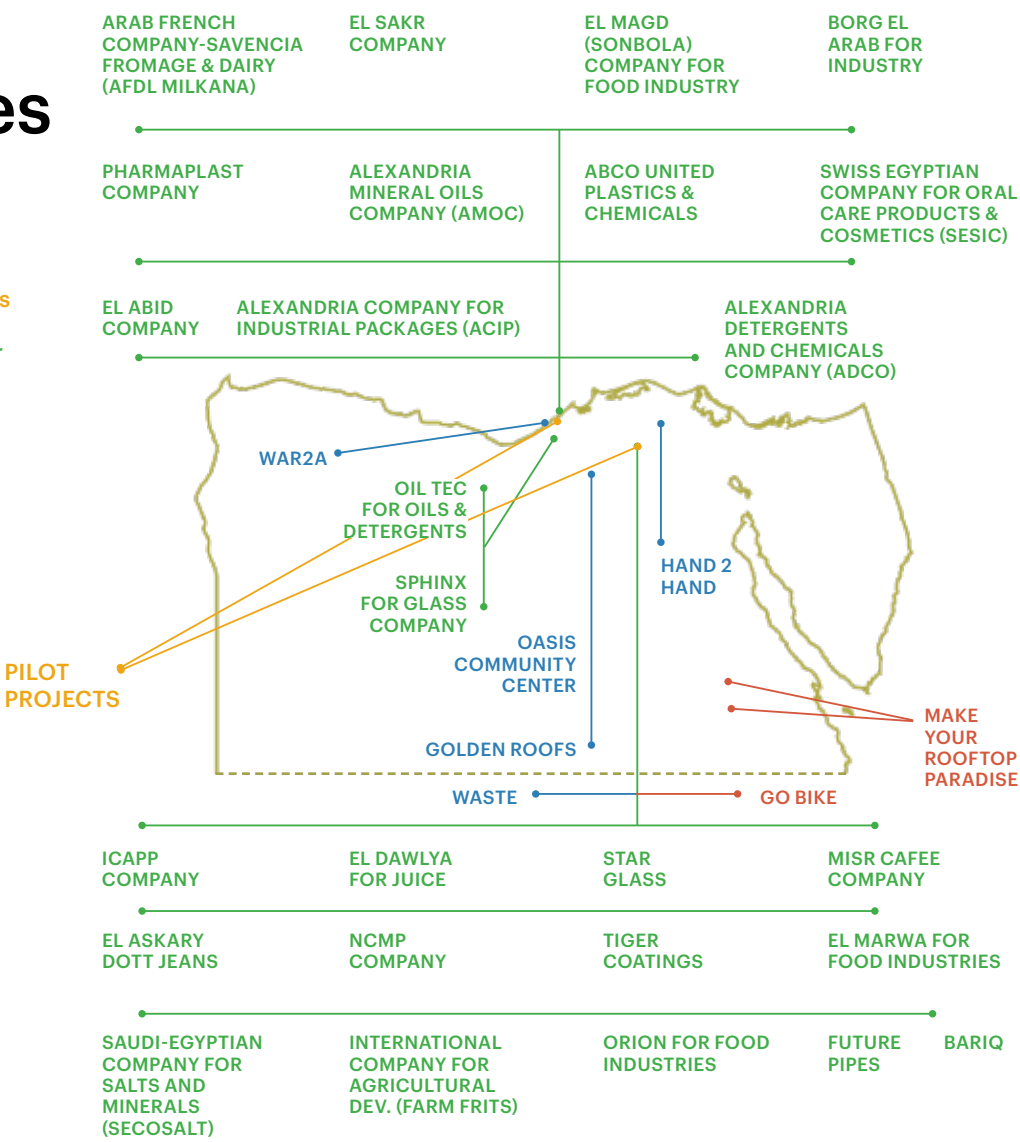 ARAB FRENCH
COMPANY-SAVENCIA
FROMAGE & DAIRY
(AFDL MILKANA)
EL SAKR
COMPANY
EL MAGD
(SONBOLA)
COMPANY FOR
FOOD INDUSTRY
BORG EL
ARAB FOR
INDUSTRY
es
PHARMAPLAST
COMPANY
ALEXANDRIA
MINERAL OILS
COMPANY (AMOC)
ABCO UNITED
PLASTICS &
CHEMICALS
SWISS EGYPTIAN
COMPANY FOR ORAL
CARE PRODUCTS &
COSMETICS (SESIC)
s
EL ABID
COMPANY
ALEXANDRIA COMPANY FOR
INDUSTRIAL PACKAGES (ACIP)
ALEXANDRIA
DETERGENTS
AND CHEMICALS
COMPANY (ADCO)
WAR2A
OIL TEC
FOR OILS &
DETERGENTS
SPHINX
FOR GLASS
COMPANY
HAND 2
HAND
OASIS
COMMUNITY
CENTER
PILOT
PROJECTS
GOLDEN ROOFS
MAKE
YOUR
ROOFTOP
PARADISE
WASTE
GO BIKE
ICAPP
COMPANY
EL DAWLYA
FOR JUICE
STAR
GLASS
MISR CAFEE
COMPANY
EL ASKARY
DOTT JEANS
NCMP
COMPANY
TIGER
COATINGS
EL MARWA FOR
FOOD INDUSTRIES
SAUDI-EGYPTIAN
COMPANY FOR
SALTS AND
MINERALS
(SECOSALT)
INTERNATIONAL
COMPANY FOR
AGRICULTURAL
DEV. (FARM FRITS)
ORION FOR FOOD
INDUSTRIES
FUTURE
PIPES
BARIQ